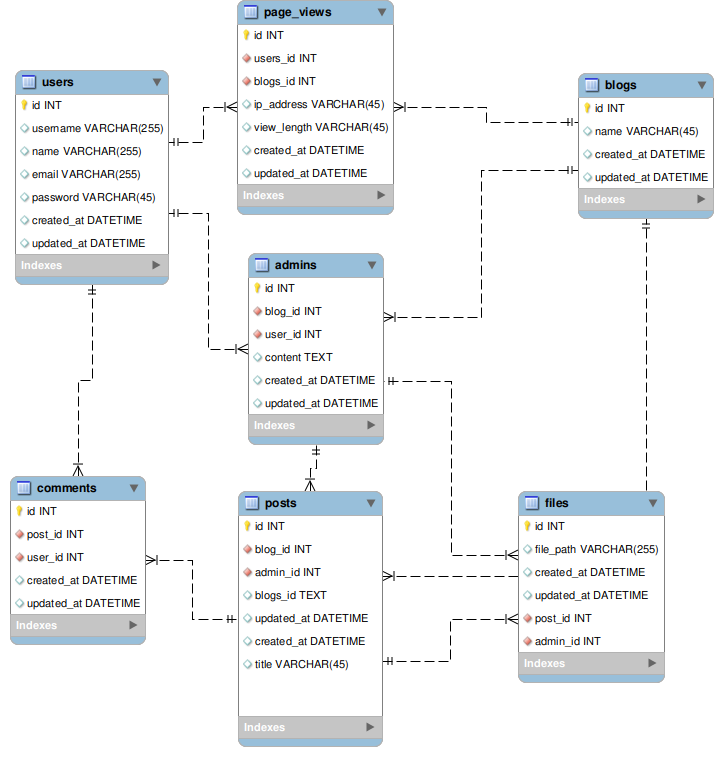 page_views
id INT
users_id INT
blogs_id INT
ip_address VARCHAR(45)
view_length VARCHAR(45)
created_at DATETIME
updated_at DATETIME
Indexes
users
id INT
username VARCHAR(255)
name VARCHAR(255)
email VARCHAR(255)
password VARCHAR(45)
created_at DATETIME
updated_at DATETIME
Indexes
blogs
id INT
name VARCHAR(45)
created_at DATETIME
updated_at DATETIME
Indexes
admins
id INT
blog_id INT
user_id INT
content TEXT
created_at DATETIME
updated_at DATETIME
Indexes
comments
id INT
post_id INT
user_id INT
created_at DATETIME
updated_at DATETIME
Indexes
posts
id INT
blog_id INT
admin_id INT
blogs_id TEXT
updated_at DATETIME
created_at DATETIME
title VARCHAR(45)
Indexes
files
id INT
file_path VARCHAR(255)
created_at DATETIME
updated_at DATETIME
post_id INT
admin_id INT
Indexes